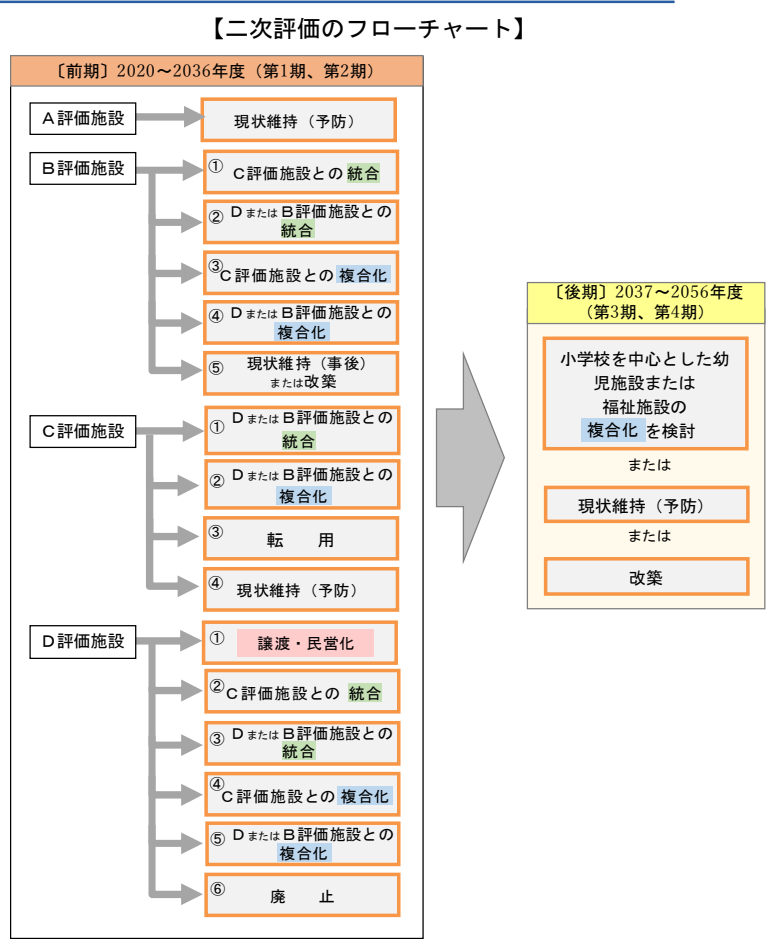 【二次評価のフローチャート】
〔前期〕2020～2036年度（第1期、第2期）
A評価施設
現状維持（予防）
B評価施設
① C評価施設との 統合
② DまたはB評価施設との
統合
③ C評価施設との 複合化
④ DまたはB評価施設との
複合化
⑤ 現状維持（事後）
または改築
C評価施設
① DまたはB評価施設との
統合
② DまたはB評価施設との
複合化
③ 転　用
④ 現状維持（予防）
D評価施設
① 譲渡・民営化
② C評価施設との 統合
③ DまたはB評価施設との
統合
④ C評価施設との 複合化
⑤ DまたはB評価施設との
複合化
⑥ 廃　止
〔後期〕2037～2056年度
（第3期、第4期）
小学校を中心とした幼
児施設または
福祉施設の
複合化 を検討
または
現状維持（予防）
または
改築